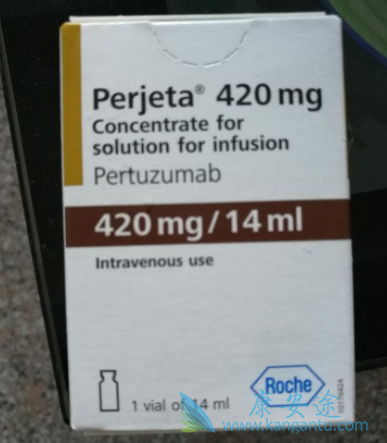 Perjeta® 420 mg
Concentrate for
solution for infusion
Pertuzumab
420 mg/14 ml
Intravenous use
Roche
1 vial of 14 ml
康安途
www.kangantu.com